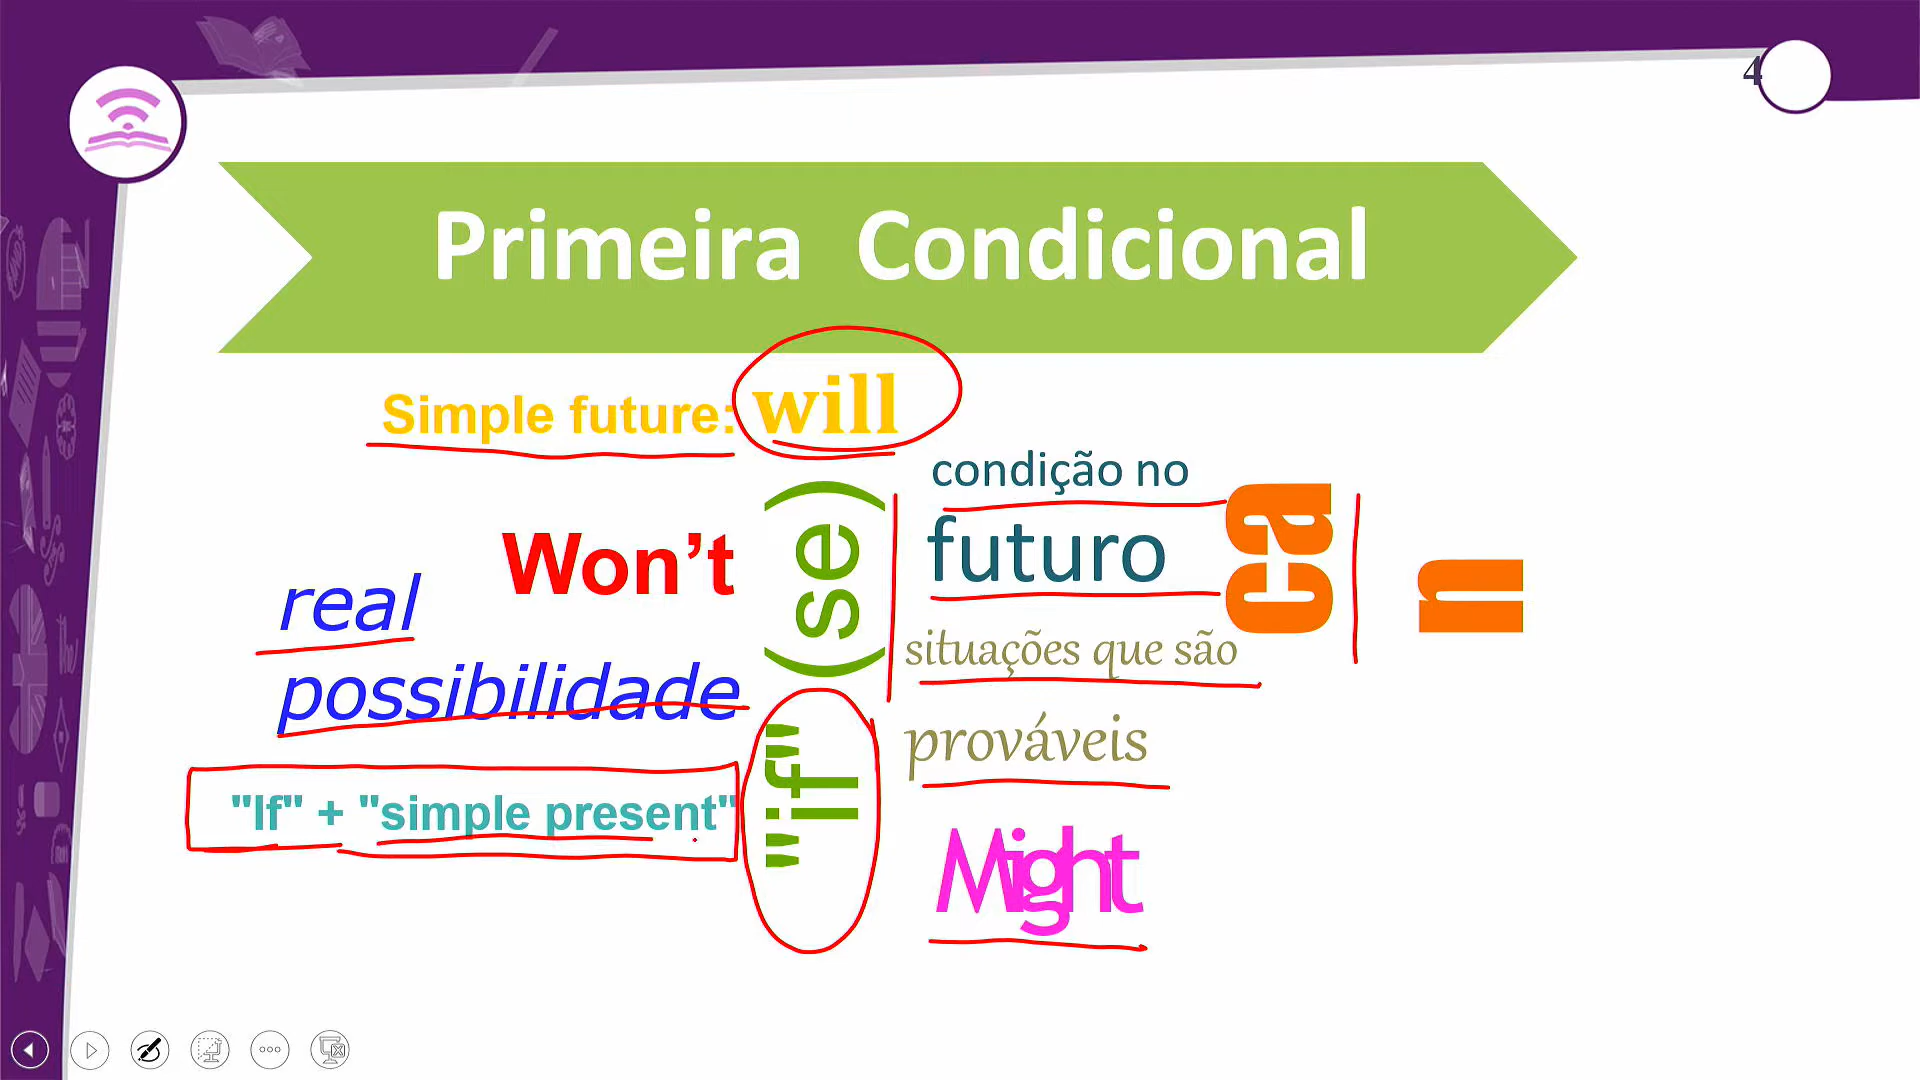 4
Primeira Condicional
Simple future: will
condição no
futuro
can
Won’t
"if" (se)
real
possibilidade
situações que são
prováveis
"If" + "simple present"
Might